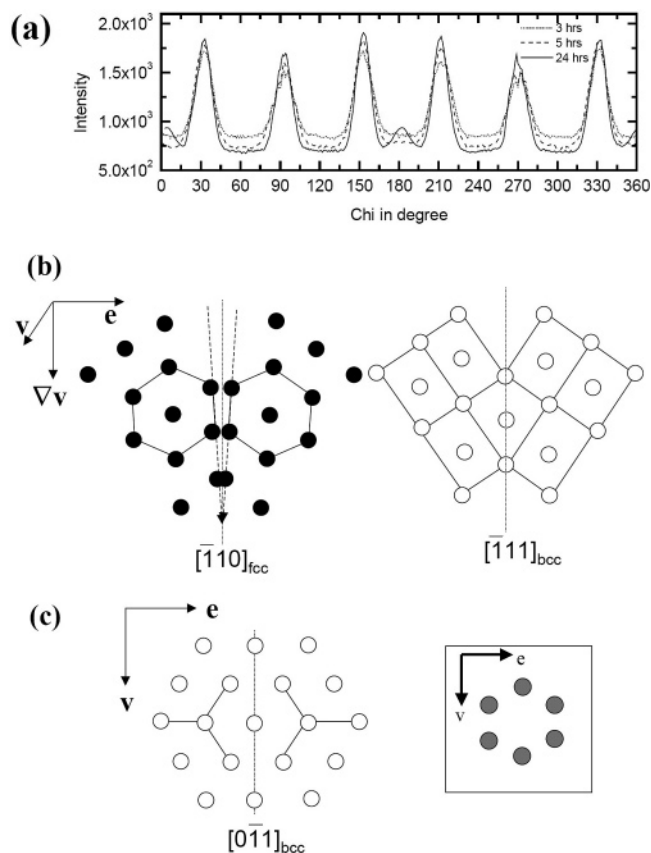 (a)
2.0x10³
1.5x10³
1.0x10³
5.0x10²
Intensity
3 hrs
5 hrs
24 hrs
0 30 60 90 120 150 180 210 240 270 300 330 360
Chi in degree
(b)
e
v
∇v
[1̄10]fcc
[1̄11]bcc
(c)
e
v
[01̄1]bcc
e
v